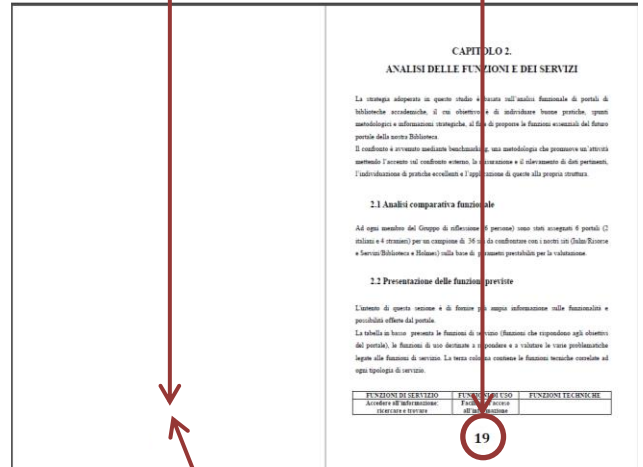 CAPITOLO 2.
ANALISI DELLE FUNZIONI E DEI SERVIZI
La strategia adoperata in questo studio è basata sull'analisi funzionale di portali di
biblioteche accademiche, il cui obiettivo è di individuare buone pratiche, spunti
metodologici e informazioni strategiche, al fine di proporre le funzioni essenziali del futuro
portale della nostra Biblioteca.
Il confronto è avvenuto mediante benchmarking, una metodologia che promuove un'attività
mettendo l'accento sul confronto esterno, la misurazione e il rilevamento di dati pertinenti,
l'individuazione di pratiche eccellenti e l'applicazione di queste alla propria struttura.
2.1 Analisi comparativa funzionale
Ad ogni membro del Gruppo di riflessione (6 persone) sono stati assegnati 6 portali (2
italiani e 4 stranieri) per un campione di 36 siti da confrontare con i nostri siti (Julm/Risorse
e Servizi/Biblioteca e Holmes) sulla base di parametri prestabiliti per la valutazione.
2.2 Presentazione delle funzioni previste
L'intento di questa sezione è di fornire più ampia informazione sulle funzionalità e
possibilità offerte dal portale.
La tabella in basso presenta le funzioni di servizio (funzioni che rispondono agli obiettivi
del portale), le funzioni di uso destinate a rispondere e a valutare le varie problematiche
legate alle funzioni di servizio. La terza colonna contiene le funzioni tecniche correlate ad
ogni tipologia di servizio.
FUNZIONI DI SERVIZIO FUNZIONI DI USO FUNZIONI TECHNICHE
Accedere all'informazione: l'accesso
ricercare e trovare all'informazione
19